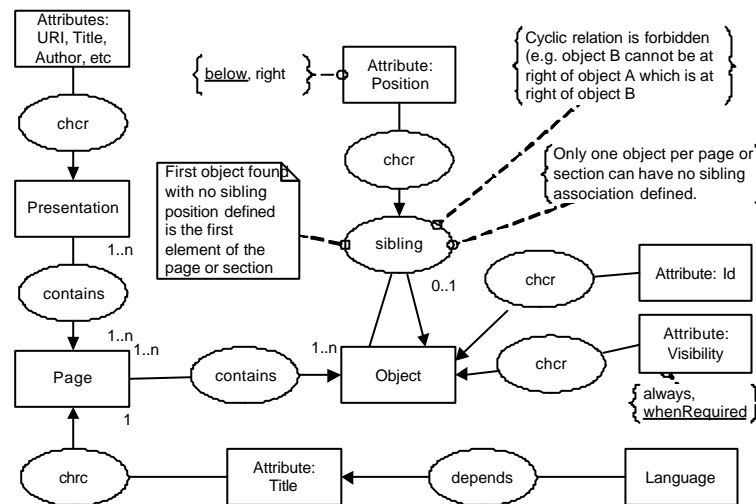 Attributes:
URI, Title,
Author, etc
chcr
Presentation
1..n
contains
1..n
1..n
Page
1
chrc
below, right
Attribute:
Position
chcr
First object found
with no sibling
position defined
is the first
element of the
page or section
sibling
0..1
Cyclic relation is forbidden
(e.g. object B cannot be at
right of object A which is at
right of object B
Only one object per page or
section can have no sibling
association defined.
chcr
Attribute: Id
contains
1..n
Object
chcr
Attribute:
Visibility
always,
whenRequired
Attribute:
Title
depends
Language